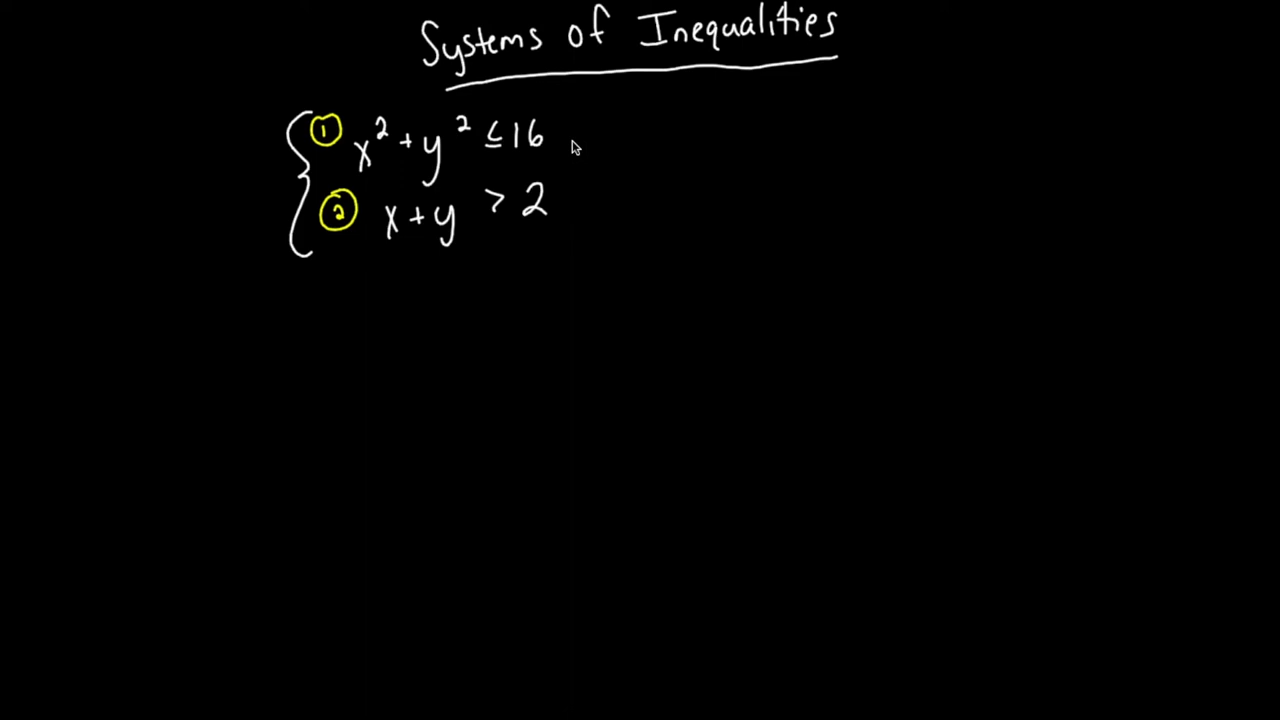 Systems of Inequalities
① x² + y² ≤ 16
② x + y > 2